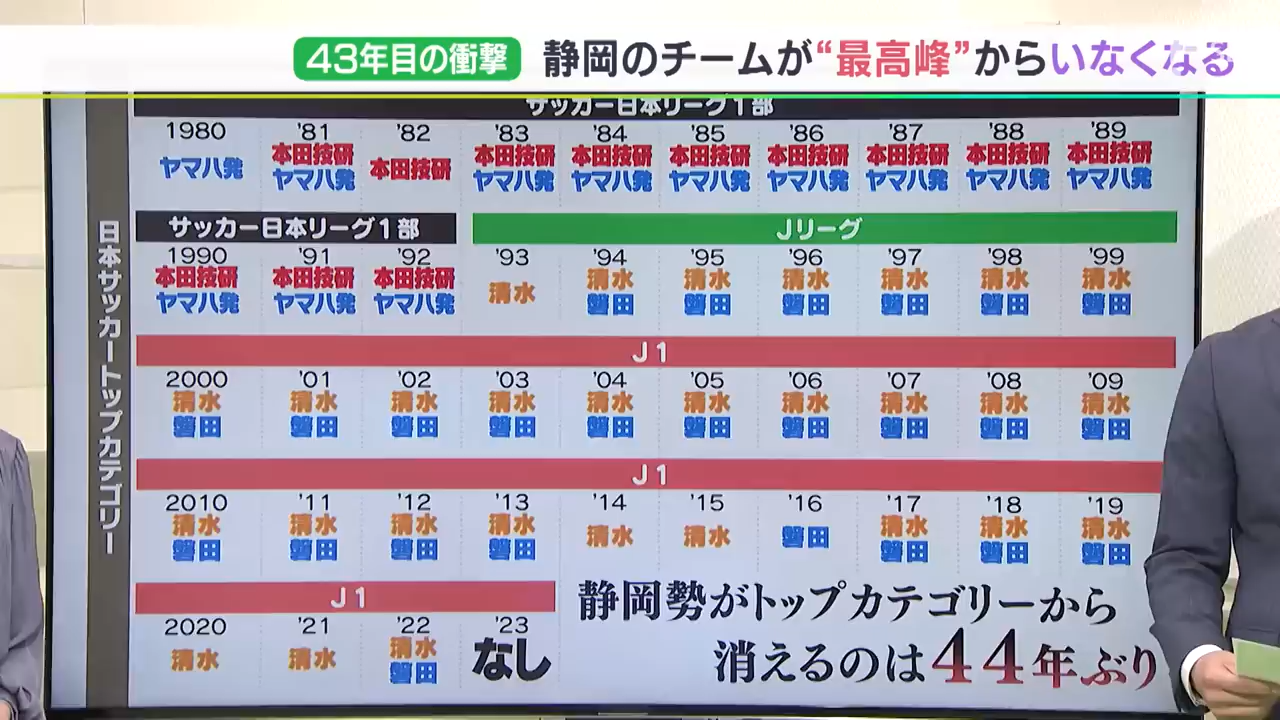 43年目の衝撃 静岡のチームが“最高峰”からいなくなる
日本サッカートップカテゴリー
サッカー日本リーグ1部
1980 '81 '82 '83 '84 '85 '86 '87 '88 '89
ヤマハ発 本田技研 本田技研 本田技研 本田技研 本田技研 本田技研 本田技研 本田技研 本田技研
ヤマハ発 ヤマハ発 ヤマハ発 ヤマハ発 ヤマハ発 ヤマハ発 ヤマハ発 ヤマハ発
サッカー日本リーグ1部 Jリーグ
1990 '91 '92 '93 '94 '95 '96 '97 '98 '99
本田技研 本田技研 本田技研 清水 清水 清水 清水 清水 清水 清水
ヤマハ発 ヤマハ発 ヤマハ発 磐田 磐田 磐田 磐田 磐田 磐田
J1
2000 '01 '02 '03 '04 '05 '06 '07 '08 '09
清水 清水 清水 清水 清水 清水 清水 清水 清水 清水
磐田 磐田 磐田 磐田 磐田 磐田 磐田 磐田 磐田 磐田
J1
2010 '11 '12 '13 '14 '15 '16 '17 '18 '19
清水 清水 清水 清水 清水 清水 磐田 清水 清水 清水
磐田 磐田 磐田 磐田 磐田 磐田 磐田
J1
2020 '21 '22 '23
清水 清水 清水 なし
磐田
静岡勢がトップカテゴリーから
消えるのは44年ぶり